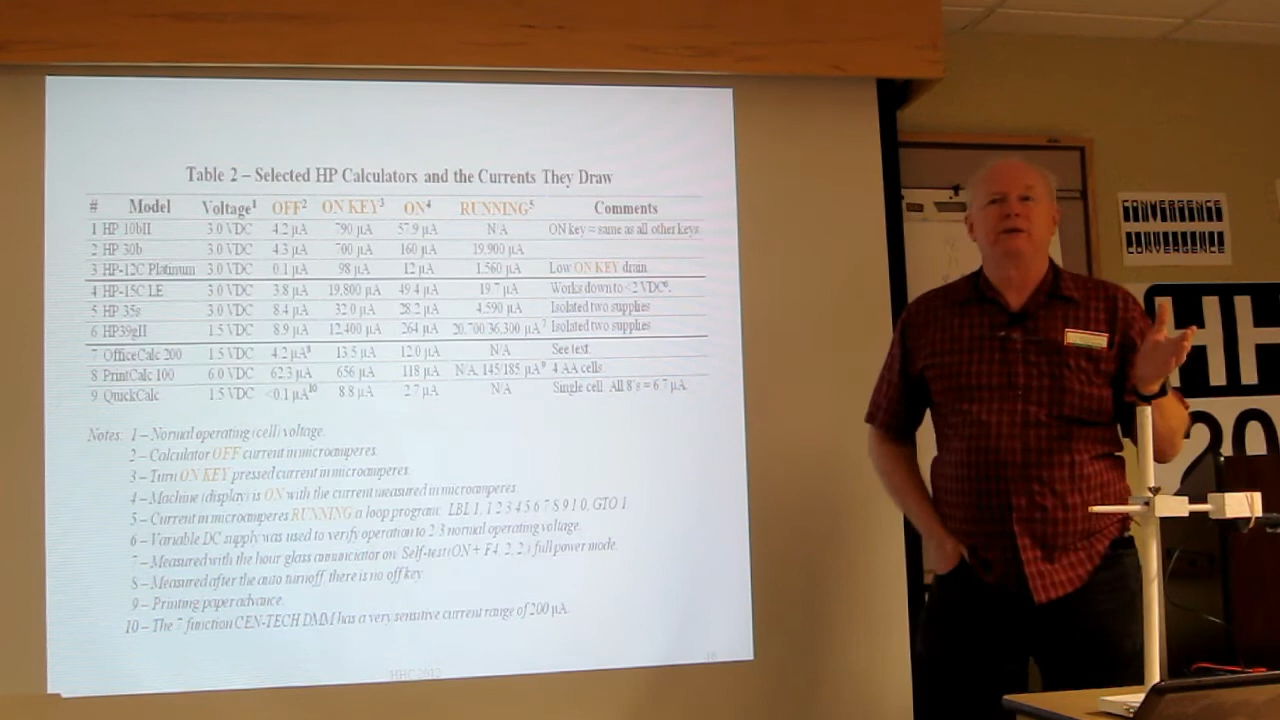 Table 2 – Selected HP Calculators and the Currents They Draw
# Model Voltage¹ OFF² ON KEY³ ON⁴ RUNNING⁵ Comments
1 HP 10bII 3.0 VDC 4.2 µA 790 µA 57.9 µA N/A ON key = same as all other keys
2 HP 30b 3.0 VDC 4.3 µA 700 µA 160 µA 19,900 µA
3 HP-12C Platinum 3.0 VDC 0.1 µA 98 µA 12 µA 1,560 µA Low ON KEY drain
4 HP-15C LE 3.0 VDC 3.8 µA 19,800 µA 49.4 µA 19.7 µA Works down to <2 VDC⁶.
5 HP 35s 3.0 VDC 8.4 µA 32.0 µA 28.2 µA 4,590 µA Isolated two supplies
6 HP39gII 1.5 VDC 8.9 µA 12,400 µA 264 µA 20,700/36,300 µA⁷ Isolated two supplies
7 OfficeCalc 200 1.5 VDC 4.2 µA⁸ 13.5 µA 12.0 µA N/A See text.
8 PrintCalc 100 6.0 VDC 62.3 µA 656 µA 118 µA N/A, 145/185 µA⁹ 4 AA cells
9 QuickCalc 1.5 VDC <0.1 µA¹⁰ 8.8 µA 2.7 µA N/A Single cell. All 8's = 6.7 µA.
Notes: 1 – Normal operating (cell) voltage.
2 – Calculator OFF current in microamperes.
3 – Turn ON KEY pressed current in microamperes.
4 – Machine (display) is ON with the current measured in microamperes.
5 – Current in microamperes RUNNING a loop program: LBL 1, 1 2 3 4 5 6 7 8 9 1 0, GTO 1
6 – Variable DC supply was used to verify operation to 2/3 normal operating voltage.
7 – Measured with the hour glass annunciator on. Self-test (ON + F4, 2, 2,) full power mode.
8 – Measured after the auto turnoff, there is no off key
9 – Printing paper advance.
10 – The 7 function CEN-TECH DMM has a very sensitive current range of 200 µA.
HHC 2012
16
CONVERGENCE
CONVERGENCE
HH
20